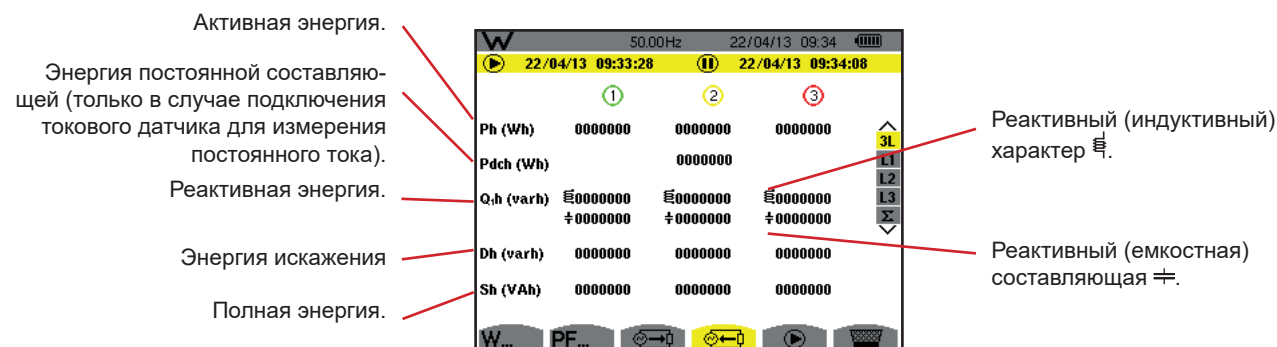 Активная энергия.
Энергия постоянной составляю-
щей (только в случае подключения
токового датчика для измерения
постоянного тока).
Реактивная энергия.
Энергия искажения
Полная энергия.
W 50.00Hz 22/04/13 09:34
22/04/13 09:33:28 22/04/13 09:34:08
1 2 3
Ph (Wh) 0000000 0000000 0000000
Pdch (Wh) 0000000
Q₁h (varh) 0000000 0000000 0000000
0000000 0000000 0000000
Dh (varh) 0000000 0000000 0000000
Sh (VAh) 0000000 0000000 0000000
3L
L1
L2
L3
Σ
W... PF...
Реактивный (индуктивный)
характер
Реактивный (емкостная)
составляющая